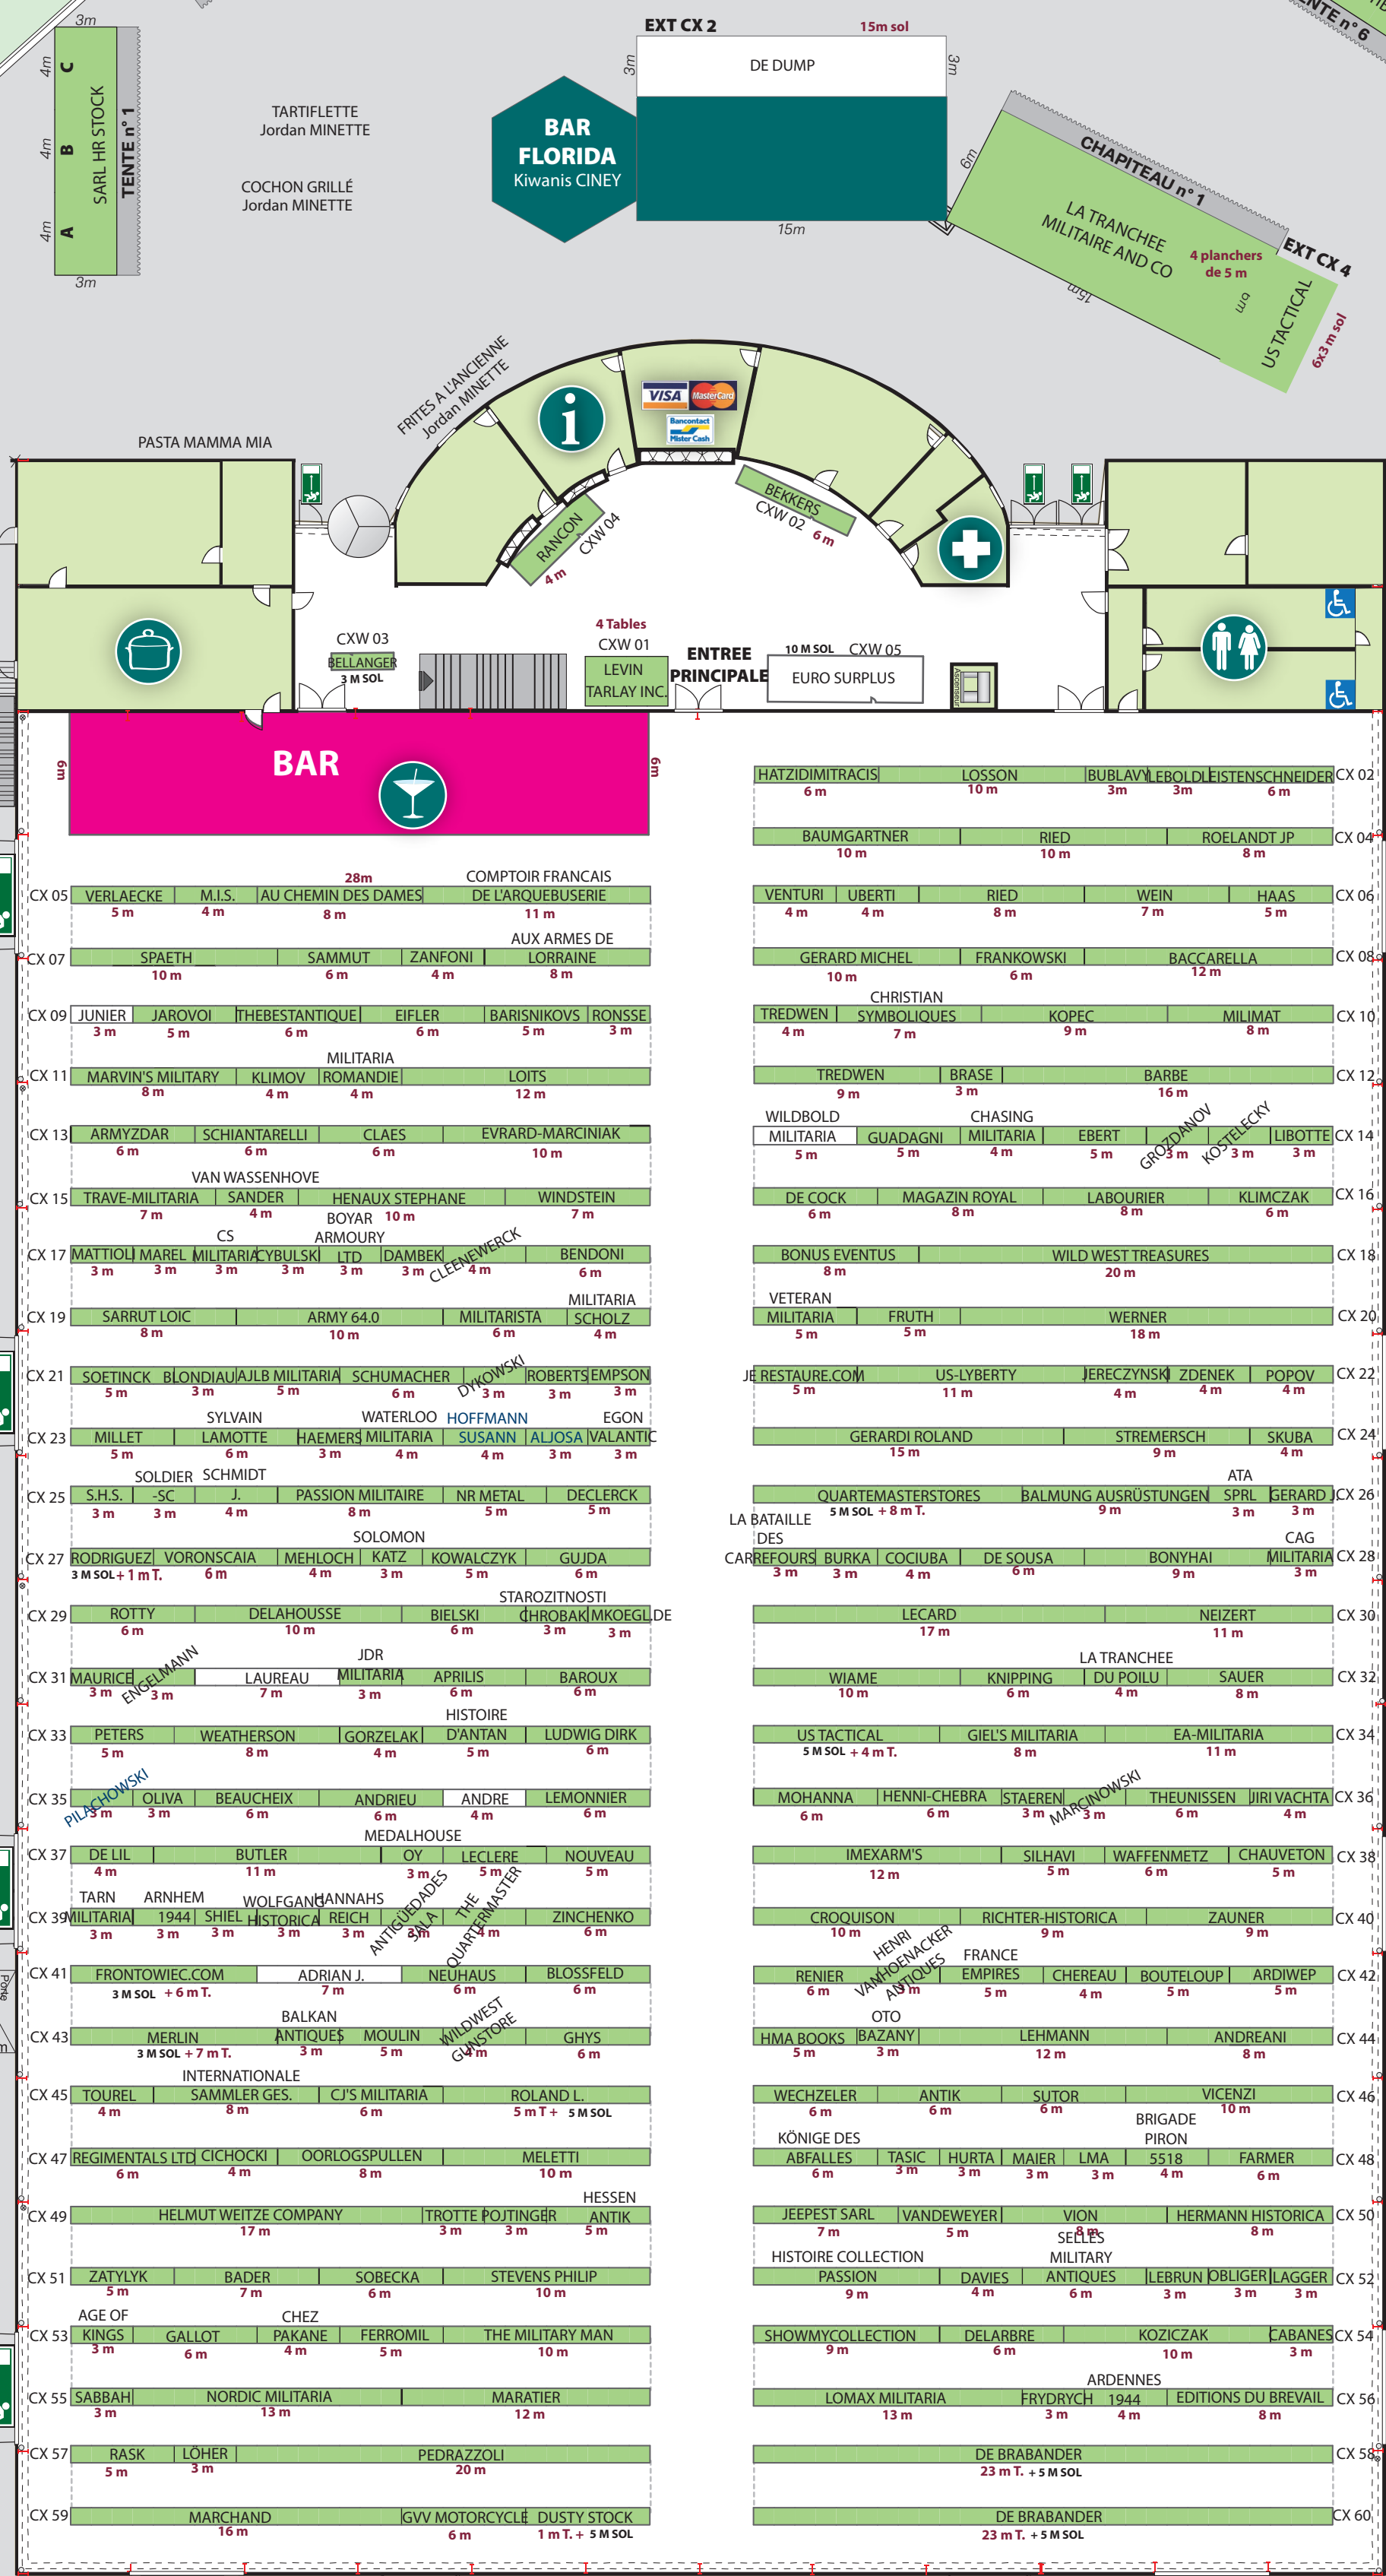 3m
EXT CX 2
15m sol
TENTE n° 6
4m
C
SARL HR STOCK
TENTE n° 1
4m
B
4m
A
3m
TARTIFLETTE
Jordan MINETTE
COCHON GRILLÉ
Jordan MINETTE
BAR
FLORIDA
Kiwanis CINEY
3m
DE DUMP
3m
15m
6m
CHAPITEAU n° 1
LA TRANCHEE
MILITAIRE AND CO
4 planchers
de 5 m
15m
6m
EXT CX 4
US TACTICAL
6x3 m sol
FRITES A L'ANCIENNE
Jordan MINETTE
PASTA MAMMA MIA
i
VISA
MasterCard
Bancontact
Mister Cash
RANCON
CXW 04
4 m
BEKKERS
CXW 02
6 m
CXW 03
BELLANGER
3 M SOL
4 Tables
CXW 01
LEVIN
TARLAY INC.
ENTREE
PRINCIPALE
10 M SOL CXW 05
EURO SURPLUS
Ascenseur
BAR
6m
6m
HATZIDIMITRACIS LOSSON BUBLAVY LEBOLD LEISTENSCHNEIDER CX 02
6 m 10 m 3m 3m 6 m
BAUMGARTNER RIED ROELANDT JP CX 04
10 m 10 m 8 m
28m COMPTOIR FRANCAIS
CX 05 VERLAECKE M.I.S. AU CHEMIN DES DAMES DE L'ARQUEBUSERIE
5 m 4 m 8 m 11 m
VENTURI UBERTI RIED WEIN HAAS CX 06
4 m 4 m 8 m 7 m 5 m
AUX ARMES DE
CX 07 SPAETH SAMMUT ZANFONI LORRAINE
10 m 6 m 4 m 8 m
GERARD MICHEL FRANKOWSKI BACCARELLA CX 08
10 m 6 m 12 m
CX 09 JUNIER JAROVOI THEBESTANTIQUE EIFLER BARISNIKOVS RONSSE
3 m 5 m 6 m 6 m 5 m 3 m
CHRISTIAN
TREDWEN SYMBOLIQUES KOPEC MILIMAT CX 10
4 m 7 m 9 m 8 m
MILITARIA
CX 11 MARVIN'S MILITARY KLIMOV ROMANDIE LOITS
8 m 4 m 4 m 12 m
TREDWEN BRASE BARBE CX 12
9 m 3 m 16 m
CX 13 ARMYZDAR SCHIANTARELLI CLAES EVRARD-MARCINIAK
6 m 6 m 6 m 10 m
WILDBOLD CHASING
MILITARIA GUADAGNI MILITARIA EBERT GROZDANOV KOSTELECKY LIBOTTE CX 14
5 m 5 m 4 m 5 m 3 m 3 m 3 m
VAN WASSENHOVE
CX 15 TRAVE-MILITARIA SANDER HENAUX STEPHANE WINDSTEIN
7 m 4 m 10 m 7 m
DE COCK MAGAZIN ROYAL LABOURIER KLIMCZAK CX 16
6 m 8 m 8 m 6 m
CS BOYAR ARMOURY
CX 17 MATTIOLI MAREL MILITARIA CYBULSKI LTD DAMBEK CLEENEWERCK BENDONI
3 m 3 m 3 m 3 m 3 m 3 m 4 m 6 m
BONUS EVENTUS WILD WEST TREASURES CX 18
8 m 20 m
MILITARIA
CX 19 SARRUT LOIC ARMY 64.0 MILITARISTA SCHOLZ
8 m 10 m 6 m 4 m
VETERAN
MILITARIA FRUTH WERNER CX 20
5 m 5 m 18 m
CX 21 SOETINCK BLONDIAU AJLB MILITARIA SCHUMACHER DYKOWSKI ROBERTS EMPSON
5 m 3 m 5 m 6 m 3 m 3 m 3 m
JE RESTAURE.COM US-LYBERTY JERECZYNSKI ZDENEK POPOV CX 22
5 m 11 m 4 m 4 m 4 m
SYLVAIN WATERLOO HOFFMANN EGON
CX 23 MILLET LAMOTTE HAEMERS MILITARIA SUSANN ALJOSA VALANTIC
5 m 6 m 3 m 4 m 4 m 3 m 3 m
GERARDI ROLAND STREMERSCH SKUBA CX 24
15 m 9 m 4 m
SOLDIER SCHMIDT
CX 25 S.H.S. -SC J. PASSION MILITAIRE NR METAL DECLERCK
3 m 3 m 4 m 8 m 5 m 5 m
ATA
QUARTEMASTERSTORES BALMUNG AUSRÜSTUNGEN SPRL GERARD J. CX 26
5 M SOL + 8 m T. 9 m 3 m 3 m
SOLOMON
CX 27 RODRIGUEZ VORONSCAIA MEHLOCH KATZ KOWALCZYK GUJDA
3 M SOL + 1 m T. 6 m 4 m 3 m 5 m 6 m
LA BATAILLE
DES CAG
CARREFOURS BURKA COCIUBA DE SOUSA BONYHAI MILITARIA CX 28
3 m 3 m 4 m 6 m 9 m 3 m
STAROZITNOSTI
CX 29 ROTTY DELAHOUSSE BIELSKI CHROBAK MKOEGL.DE
6 m 10 m 6 m 3 m 3 m
LECARD NEIZERT CX 30
17 m 11 m
JDR
CX 31 MAURICE ENGELMANN LAUREAU MILITARIA APRILIS BAROUX
3 m 3 m 7 m 3 m 6 m 6 m
LA TRANCHEE
WIAME KNIPPING DU POILU SAUER CX 32
10 m 6 m 4 m 8 m
HISTOIRE
CX 33 PETERS WEATHERSON GORZELAK D'ANTAN LUDWIG DIRK
5 m 8 m 4 m 5 m 6 m
US TACTICAL GIEL'S MILITARIA EA-MILITARIA CX 34
5 M SOL + 4 m T. 8 m 11 m
CX 35 PILACHOWSKI OLIVA BEAUCHEIX ANDRIEU ANDRE LEMONNIER
3 m 3 m 6 m 6 m 4 m 6 m
MOHANNA HENNI-CHEBRA STAEREN MARCINOWSKI THEUNISSEN JIRI VACHTA CX 36
6 m 6 m 3 m 3 m 6 m 4 m
MEDALHOUSE
CX 37 DE LIL BUTLER OY LECLERE NOUVEAU
4 m 11 m 3 m 5 m 5 m
IMEXARM'S SILHAVI WAFFENMETZ CHAUVETON CX 38
12 m 5 m 6 m 5 m
TARN ARNHEM WOLFGANG HANNAHS ANTIGÜEDADES THE
CX 39 MILITARIA 1944 SHIEL HISTORICA REICH SALA QUARTERMASTER ZINCHENKO
3 m 3 m 3 m 3 m 3 m 3 m 4 m 6 m
CROQUISON RICHTER-HISTORICA ZAUNER CX 40
10 m 9 m 9 m
CX 41 FRONTOWIEC.COM ADRIAN J. NEUHAUS BLOSSFELD
3 M SOL + 6 m T. 7 m 6 m 6 m
HENRI VANHOENACKER FRANCE
RENIER ANTIQUES EMPIRES CHEREAU BOUTELOUP ARDIWEP CX 42
6 m 3 m 5 m 4 m 5 m 5 m
BALKAN WILDWEST
CX 43 MERLIN ANTIQUES MOULIN GUNSTORE GHYS
3 M SOL + 7 m T. 3 m 5 m 4 m 6 m
OTO
HMA BOOKS BAZANY LEHMANN ANDREANI CX 44
5 m 3 m 12 m 8 m
INTERNATIONALE
CX 45 TOUREL SAMMLER GES. CJ'S MILITARIA ROLAND L.
4 m 8 m 6 m 5 m T + 5 M SOL
WECHZELER ANTIK SUTOR VICENZI CX 46
6 m 6 m 6 m 10 m
CX 47 REGIMENTALS LTD CICHOCKI OORLOGSPULLEN MELETTI
6 m 4 m 8 m 10 m
BRIGADE
KÖNIGE DES PIRON
ABFALLES TASIC HURTA MAIER LMA 5518 FARMER CX 48
6 m 3 m 3 m 3 m 3 m 4 m 6 m
HESSEN
CX 49 HELMUT WEITZE COMPANY TROTTE POJTINGER ANTIK
17 m 3 m 3 m 5 m
JEEPEST SARL VANDEWEYER VION HERMANN HISTORICA CX 50
7 m 5 m 8 m 8 m
CX 51 ZATYLYK BADER SOBECKA STEVENS PHILIP
5 m 7 m 6 m 10 m
SELLES
HISTOIRE COLLECTION MILITARY
PASSION DAVIES ANTIQUES LEBRUN OBLIGER LAGGER CX 52
9 m 4 m 6 m 3 m 3 m 3 m
AGE OF CHEZ
CX 53 KINGS GALLOT PAKANE FERROMIL THE MILITARY MAN
3 m 6 m 4 m 5 m 10 m
SHOWMYCOLLECTION DELARBRE KOZICZAK CABANES CX 54
9 m 6 m 10 m 3 m
CX 55 SABBAH NORDIC MILITARIA MARATIER
3 m 13 m 12 m
ARDENNES
LOMAX MILITARIA FRYDRYCH 1944 EDITIONS DU BREVAIL CX 56
13 m 3 m 4 m 8 m
CX 57 RASK LÖHER PEDRAZZOLI
5 m 3 m 20 m
DE BRABANDER CX 58
23 m T. + 5 M SOL
CX 59 MARCHAND GVV MOTORCYCLE DUSTY STOCK
16 m 6 m 1 m T. + 5 M SOL
DE BRABANDER CX 60
23 m T. + 5 M SOL
Porte